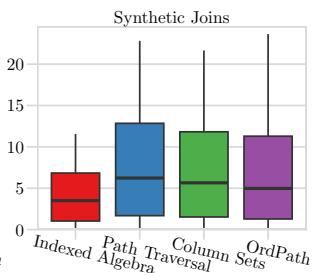 Synthetic Joins
20
15
10
5
0
Indexed Algebra
Path Traversal
Column Sets
OrdPath